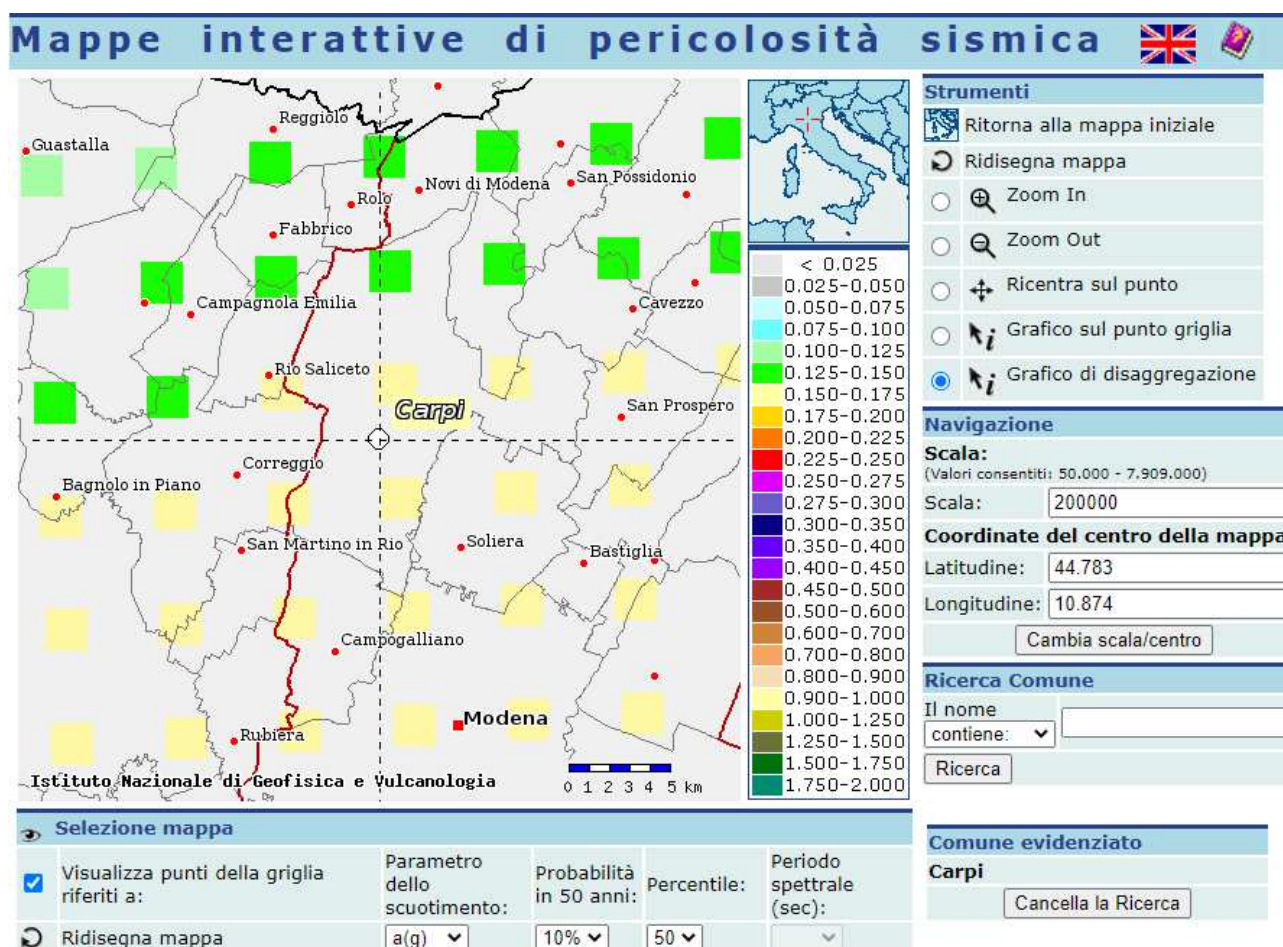 Mappe interattive di pericolosità sismica
Reggiolo
Guastalla
Novi di Modena
San Possidonio
Rolo
Fabbrico
Campagnola Emilia
Cavezzo
Rio Saliceto
Carpi
San Prospero
Correggio
Bagnolo in Piano
San Martino in Rio
Soliera
Bastiglia
Campogalliano
Modena
Rubiera
Istituto Nazionale di Geofisica e Vulcanologia
0 1 2 3 4 5 km
< 0.025
0.025-0.050
0.050-0.075
0.075-0.100
0.100-0.125
0.125-0.150
0.150-0.175
0.175-0.200
0.200-0.225
0.225-0.250
0.250-0.275
0.275-0.300
0.300-0.350
0.350-0.400
0.400-0.450
0.450-0.500
0.500-0.600
0.600-0.700
0.700-0.800
0.800-0.900
0.900-1.000
1.000-1.250
1.250-1.500
1.500-1.750
1.750-2.000
Strumenti
Ritorna alla mappa iniziale
Ridisegna mappa
Zoom In
Zoom Out
Ricentra sul punto
Grafico sul punto griglia
Grafico di disaggregazione
Navigazione
Scala:
(Valori consentiti: 50.000 - 7.909.000)
Scala: 200000
Coordinate del centro della mappa
Latitudine: 44.783
Longitudine: 10.874
Cambia scala/centro
Ricerca Comune
Il nome
contiene:
Ricerca
Comune evidenziato
Carpi
Cancella la Ricerca
Selezione mappa
Visualizza punti della griglia
riferiti a:
Parametro
dello
scuotimento:
Probabilità
in 50 anni:
Percentile:
Periodo
spettrale
(sec):
Ridisegna mappa
a(g)
10%
50